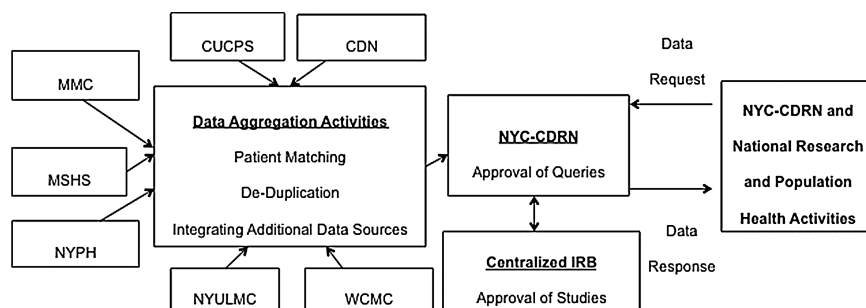 CUCPS
CDN
MMC
MSHS
NYPH
Data Aggregation Activities
Patient Matching
De-Duplication
Integrating Additional Data Sources
NYULMC
WCMC
NYC-CDRN
Approval of Queries
Centralized IRB
Approval of Studies
Data
Request
Data
Response
NYC-CDRN and
National Research
and Population
Health Activities